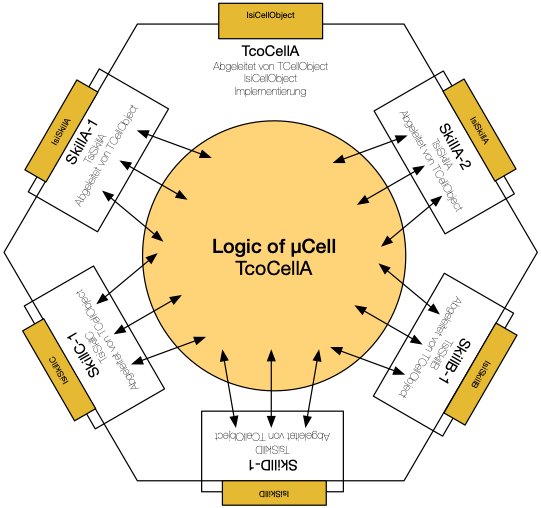 IsiCellObject
TcoCellA
Abgeleitet von TCellObject
IsiCellObject
Implementierung
IsiSkillA
SkillA-1
TsiSkillA
Abgeleitet von TCellObject
IsiSkillA
SkillA-2
TsiSkillA
Abgeleitet von TCellObject
Logic of µCell
TcoCellA
IsiSkillC
SkillC-1
TsiSkillC
Abgeleitet von TCellObject
IsiSkillB
SkillB-1
TsiSkillB
Abgeleitet von TCellObject
IsiSkillD
SkillD-1
TsiSkillD
Abgeleitet von TCellObject